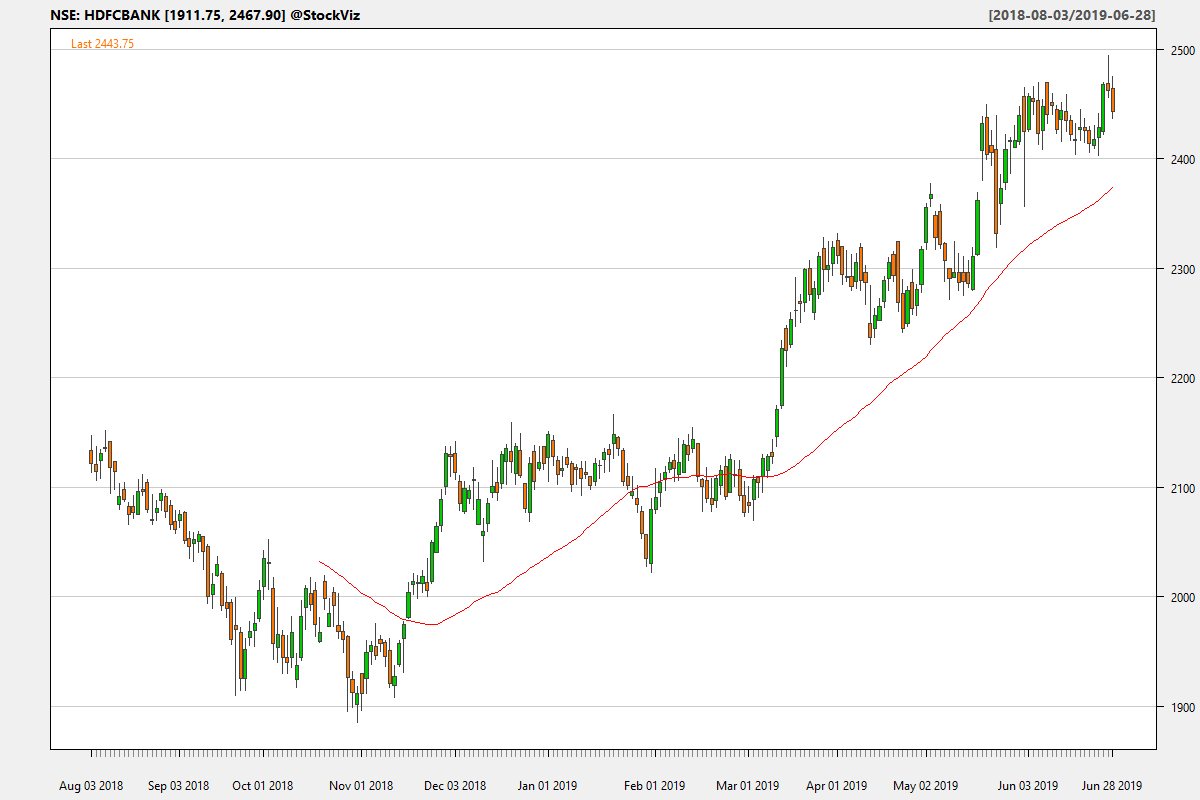 NSE: HDFCBANK [1911.75, 2467.90] @StockViz
[2018-08-03/2019-06-28]
Last 2443.75
2500
2400
2300
2200
2100
2000
1900
Aug 03 2018 Sep 03 2018 Oct 01 2018 Nov 01 2018 Dec 03 2018 Jan 01 2019 Feb 01 2019 Mar 01 2019 Apr 01 2019 May 02 2019 Jun 03 2019 Jun 28 2019